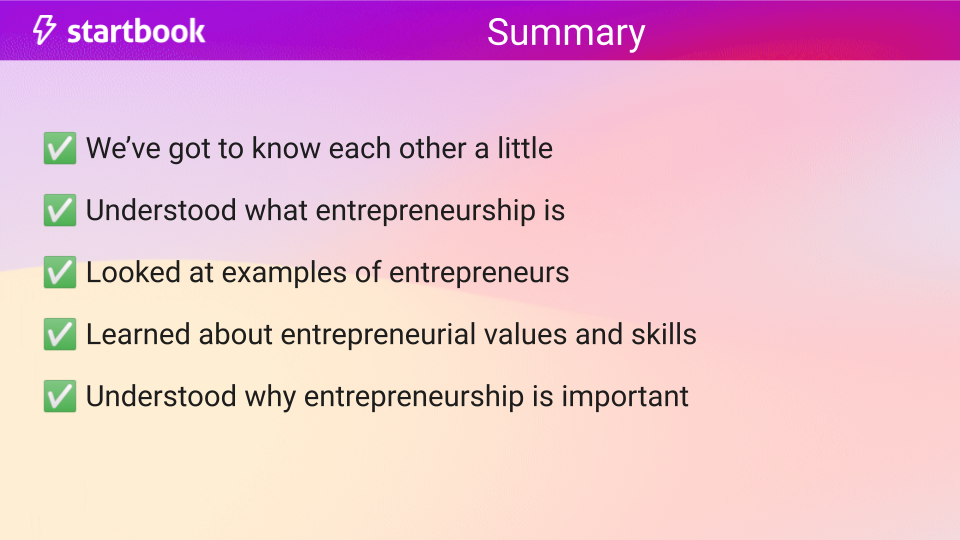 startbook
Summary
✅ We’ve got to know each other a little
✅ Understood what entrepreneurship is
✅ Looked at examples of entrepreneurs
✅ Learned about entrepreneurial values and skills
✅ Understood why entrepreneurship is important